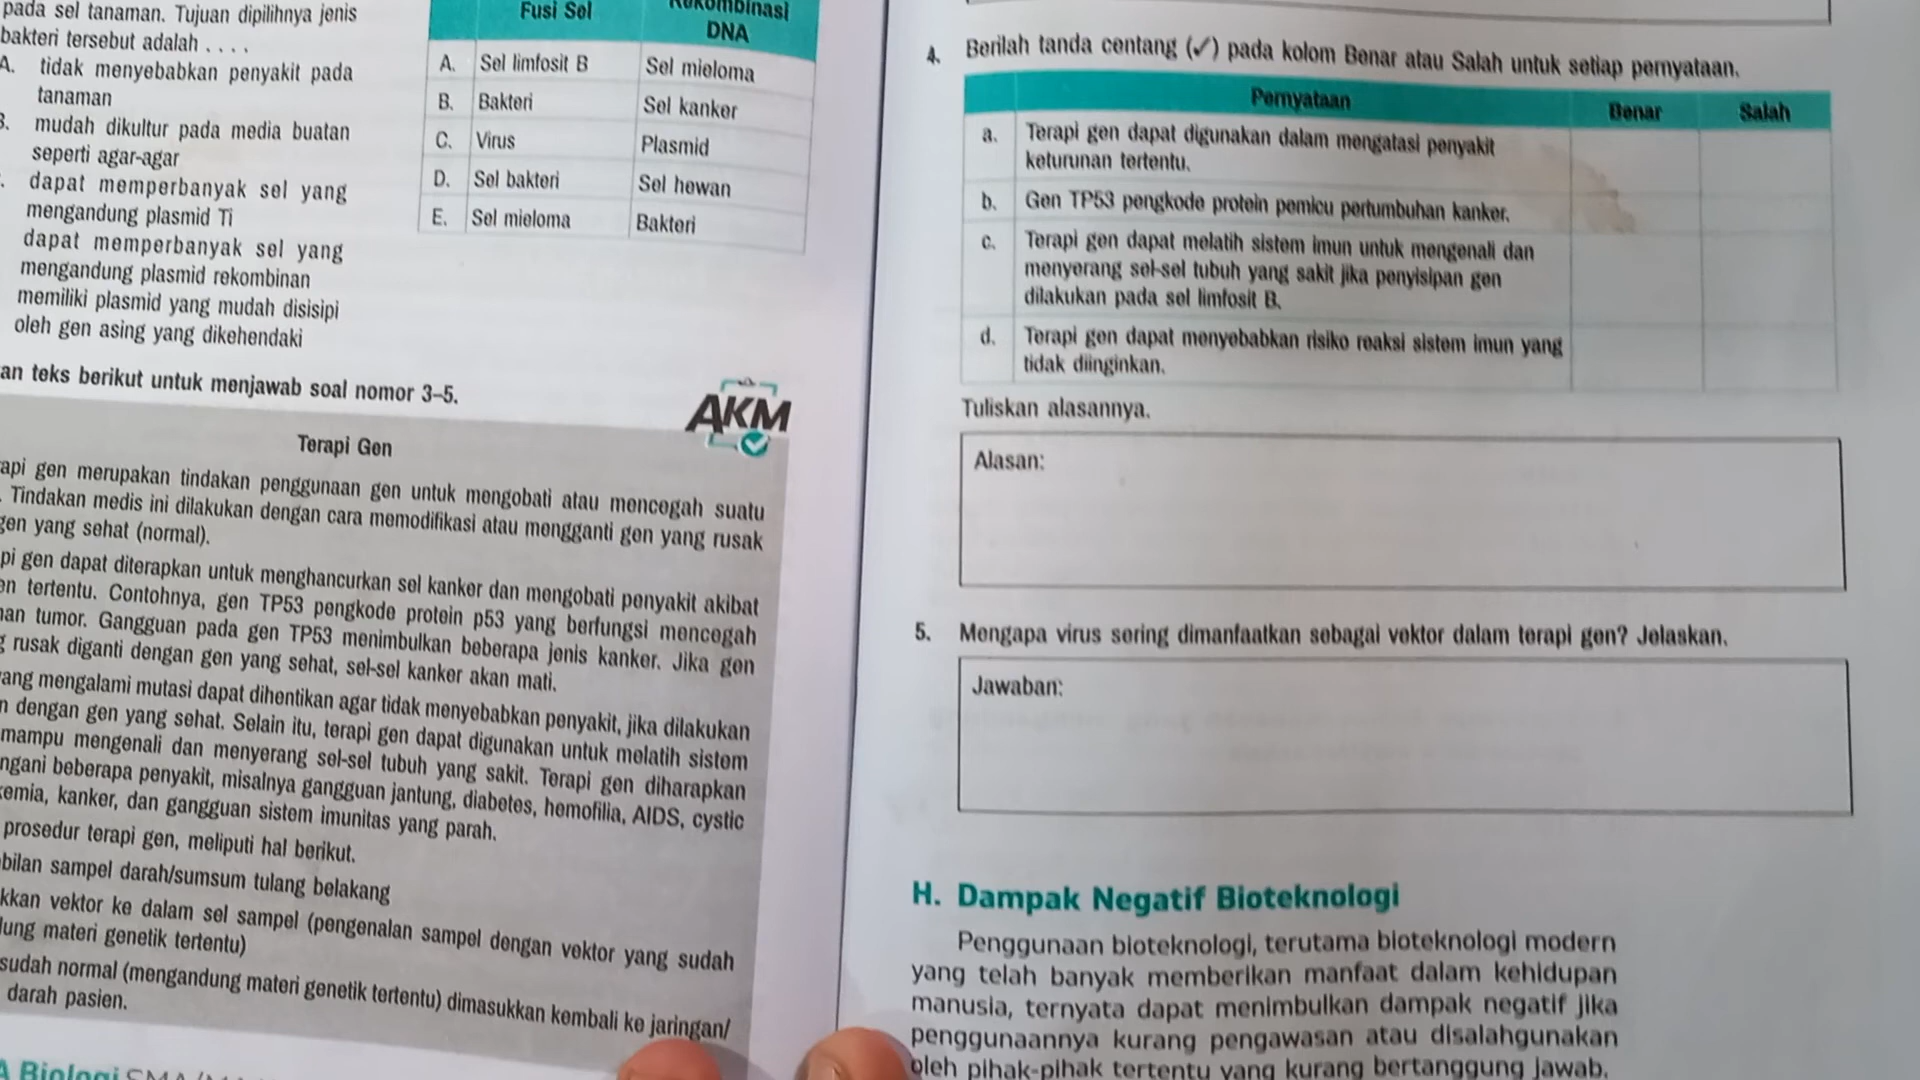 pada sel tanaman. Tujuan dipilihnya jenis
bakteri tersebut adalah . . . .
A. tidak menyebabkan penyakit pada
tanaman
B. mudah dikultur pada media buatan
seperti agar-agar
dapat memperbanyak sel yang
mengandung plasmid Ti
dapat memperbanyak sel yang
mengandung plasmid rekombinan
memiliki plasmid yang mudah disisipi
oleh gen asing yang dikehendaki
Fusi Sel Rekombinasi
DNA
A. Sel limfosit B Sel mieloma
B. Bakteri Sel kanker
C. Virus Plasmid
D. Sel bakteri Sel hewan
E. Sel mieloma Bakteri
teks berikut untuk menjawab soal nomor 3–5.
AKM
Terapi Gen
gen merupakan tindakan penggunaan gen untuk mengobati atau mencegah suatu
. Tindakan medis ini dilakukan dengan cara memodifikasi atau mengganti gen yang rusak
gen yang sehat (normal).
gen dapat diterapkan untuk menghancurkan sel kanker dan mengobati penyakit akibat
tertentu. Contohnya, gen TP53 pengkode protein p53 yang berfungsi mencegah
tumor. Gangguan pada gen TP53 menimbulkan beberapa jenis kanker. Jika gen
rusak diganti dengan gen yang sehat, sel-sel kanker akan mati.
yang mengalami mutasi dapat dihentikan agar tidak menyebabkan penyakit, jika dilakukan
dengan gen yang sehat. Selain itu, terapi gen dapat digunakan untuk melatih sistem
mampu mengenali dan menyerang sel-sel tubuh yang sakit. Terapi gen diharapkan
beberapa penyakit, misalnya gangguan jantung, diabetes, hemofilia, AIDS, cystic
kanker, dan gangguan sistem imunitas yang parah.
prosedur terapi gen, meliputi hal berikut.
sampel darah/sumsum tulang belakang
vektor ke dalam sel sampel (pengenalan sampel dengan vektor yang sudah
materi genetik tertentu)
sudah normal (mengandung materi genetik tertentu) dimasukkan kembali ke jaringan/
darah pasien.
Biologi
4. Berilah tanda centang (✓) pada kolom Benar atau Salah untuk setiap pernyataan.
Pernyataan Benar Salah
a. Terapi gen dapat digunakan dalam mengatasi penyakit
keturunan tertentu.
b. Gen TP53 pengkode protein pemicu pertumbuhan kanker.
c. Terapi gen dapat melatih sistem imun untuk mengenali dan
menyerang sel-sel tubuh yang sakit jika penyisipan gen
dilakukan pada sel limfosit B.
d. Terapi gen dapat menyebabkan risiko reaksi sistem imun yang
tidak diinginkan.
Tuliskan alasannya.
Alasan:
5. Mengapa virus sering dimanfaatkan sebagai vektor dalam terapi gen? Jelaskan.
Jawaban:
H. Dampak Negatif Bioteknologi
Penggunaan bioteknologi, terutama bioteknologi modern
yang telah banyak memberikan manfaat dalam kehidupan
manusia, ternyata dapat menimbulkan dampak negatif jika
penggunaannya kurang pengawasan atau disalahgunakan
oleh pihak-pihak tertentu yang kurang bertanggung jawab.